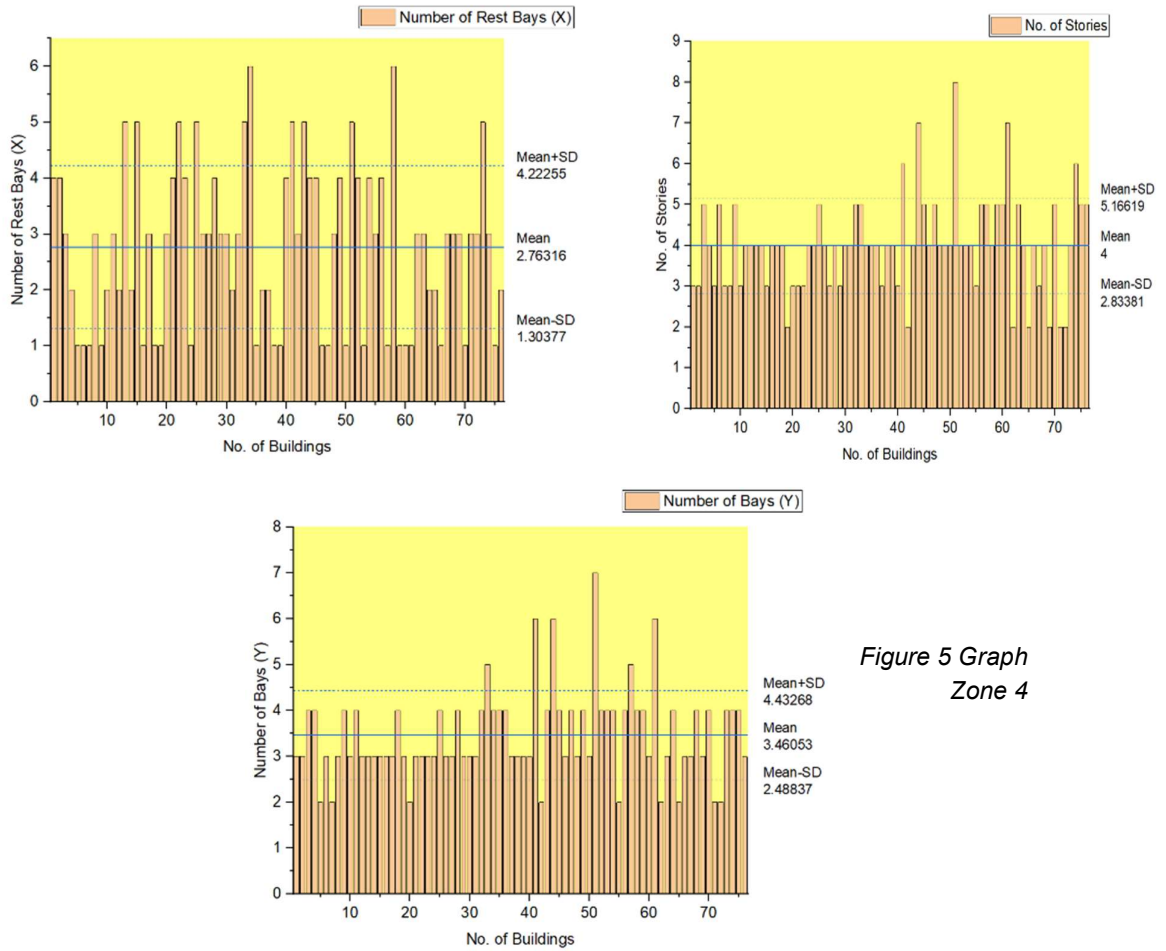 Number of Rest Bays (X)
Number of Rest Bays (X)
6
5
4
3
2
1
0
10 20 30 40 50 60 70
No. of Buildings
Mean+SD
4.22255
Mean
2.76316
Mean-SD
1.30377
No. of Stories
No. of Stories
9
8
7
6
5
4
3
2
1
0
10 20 30 40 50 60 70
No. of Buildings
Mean+SD
5.16619
Mean
4
Mean-SD
2.83381
Number of Bays (Y)
Number of Bays (Y)
8
7
6
5
4
3
2
1
0
10 20 30 40 50 60 70
No. of Buildings
Mean+SD
4.43268
Mean
3.46053
Mean-SD
2.48837
Figure 5 Graph
Zone 4